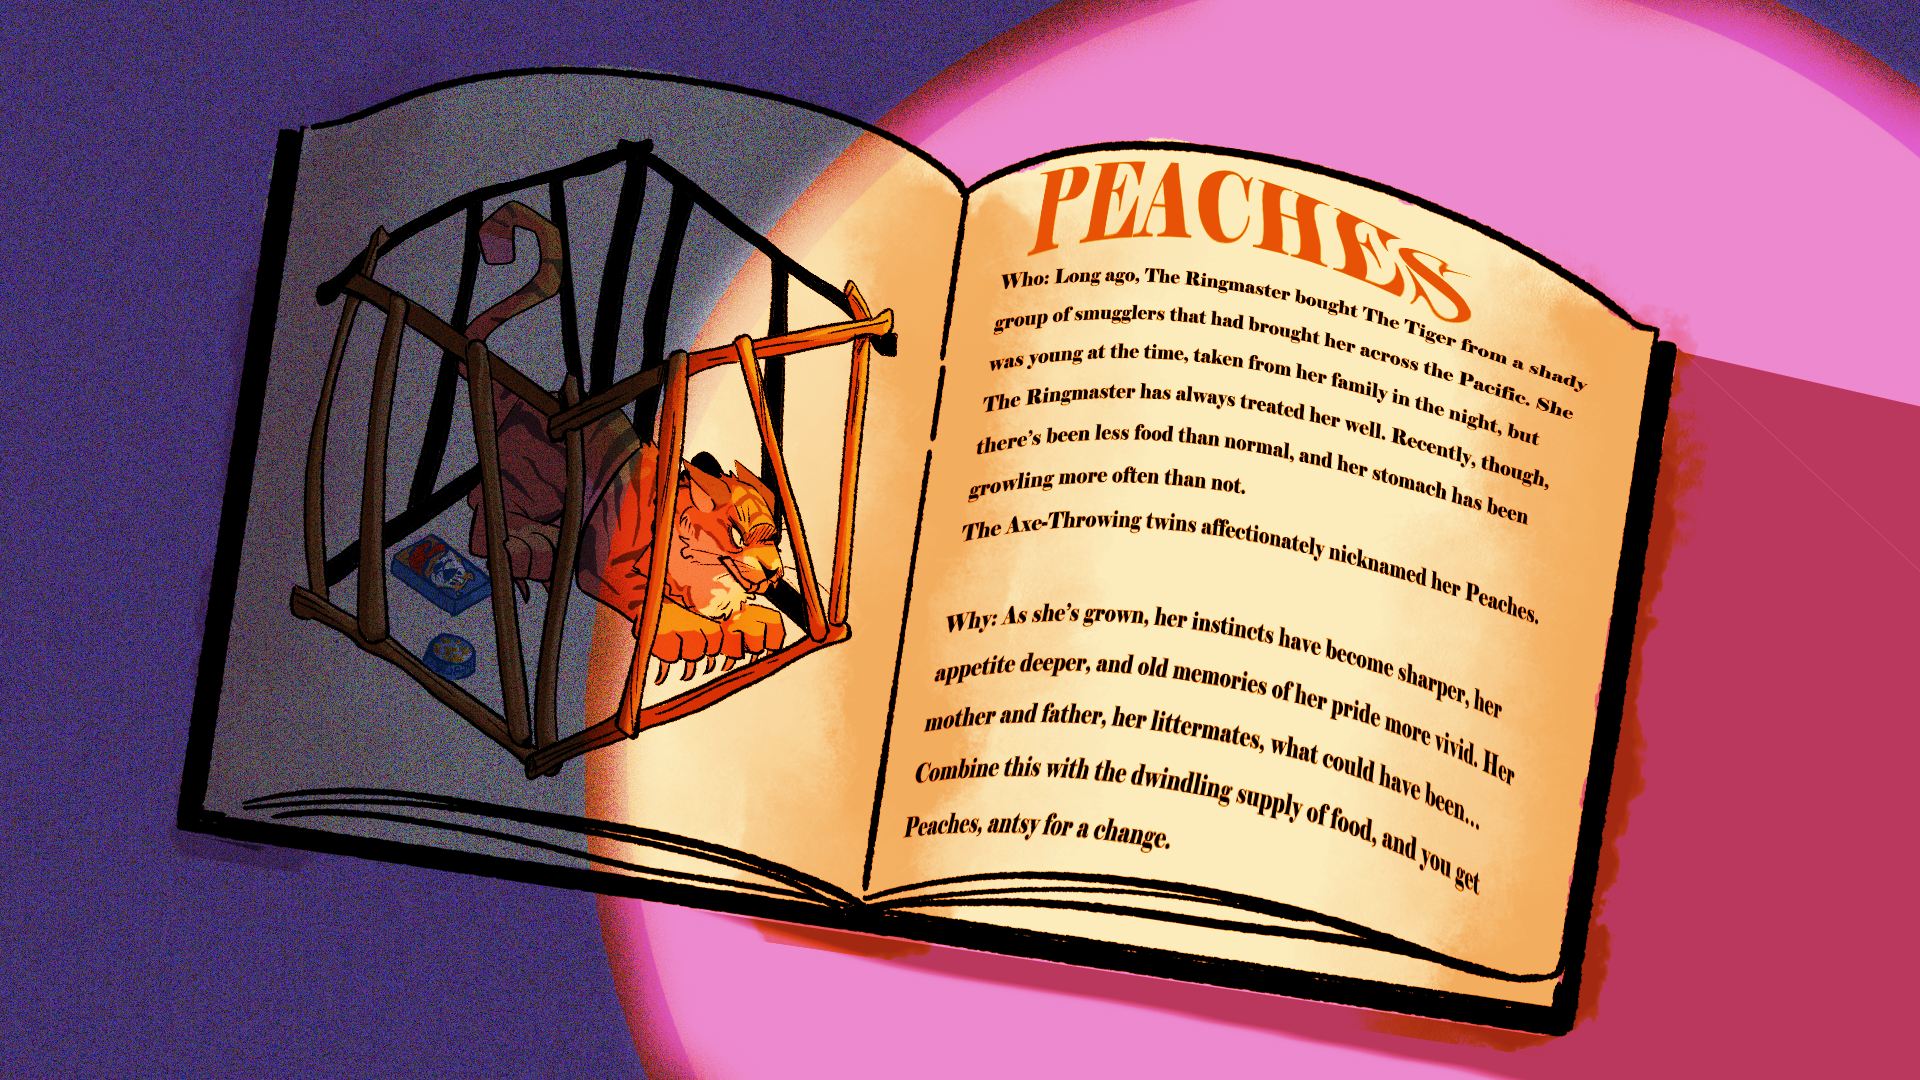 PEACHES
Who: Long ago, The Ringmaster bought The Tiger from a shady
group of smugglers that had brought her across the Pacific. She
was young at the time, taken from her family in the night, but
The Ringmaster has always treated her well. Recently, though,
there's been less food than normal, and her stomach has been
growling more often than not.
The Axe-Throwing twins affectionately nicknamed her Peaches.
Why: As she's grown, her instincts have become sharper, her
appetite deeper, and old memories of her pride more vivid. Her
mother and father, her littermates, what could have been...
Combine this with the dwindling supply of food, and you get
Peaches, antsy for a change.